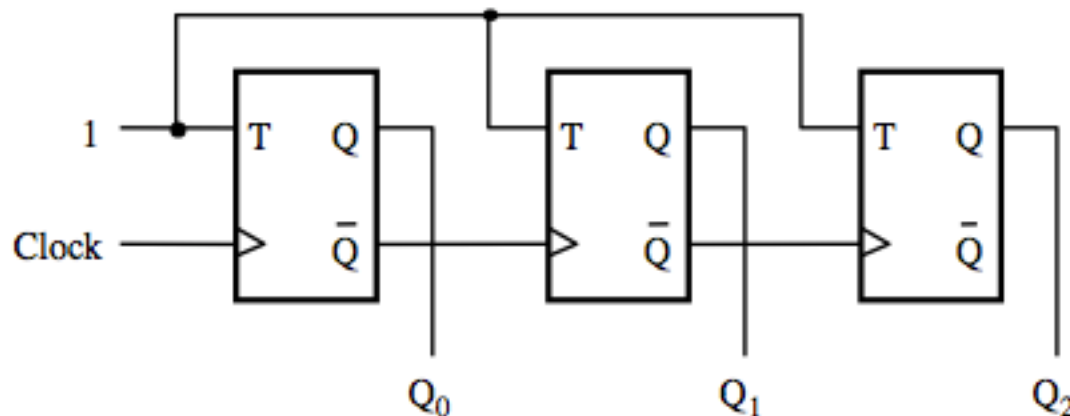 1 T Q T Q T Q
Clock Q̅ Q̅ Q̅
Q₀ Q₁ Q₂